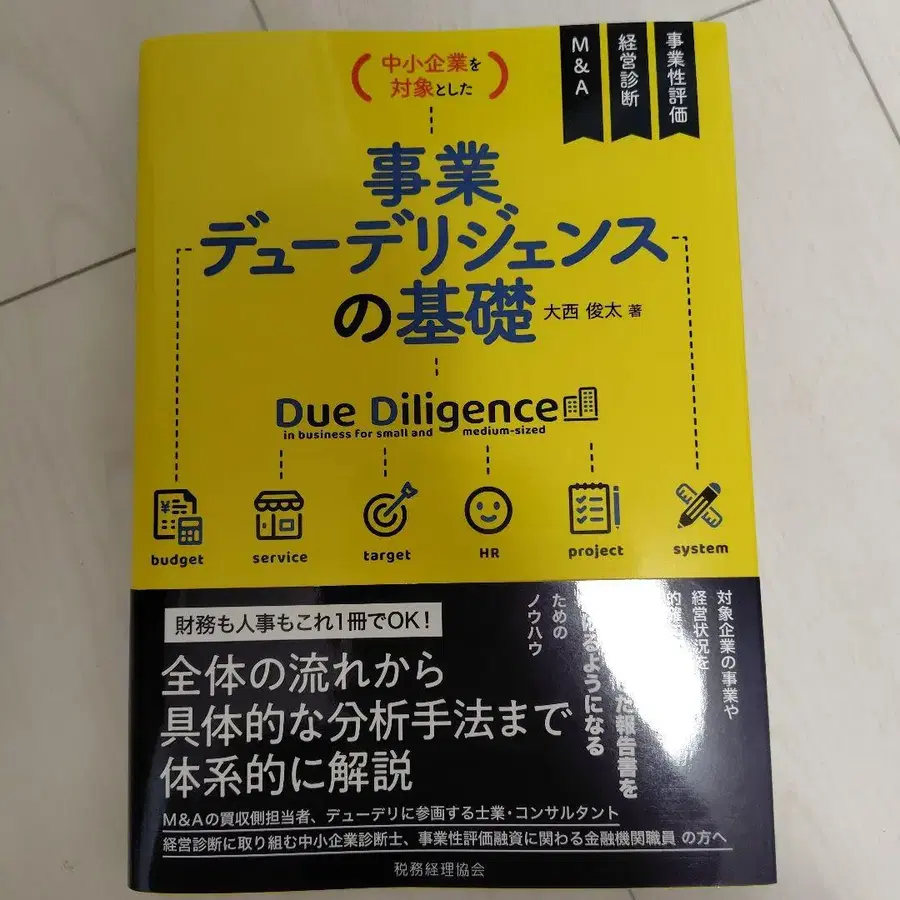 事業性評価
経営診断
M&A
中小企業を
対象とした
事業
デューデリジェンス
の基礎
大西 俊太 著
Due Diligence
in business for small and medium-sized
budget
service
target
HR
project
system
対象企業の事業や
経営状況を
た報告書を
るようになる
ための
ノウハウ
財務も人事もこれ1冊でOK!
全体の流れから
具体的な分析手法まで
体系的に解説
M&Aの買収側担当者、デューデリに参画する士業・コンサルタント
経営診断に取り組む中小企業診断士、事業性評価融資に関わる金融機関職員 の方へ
税務経理協会